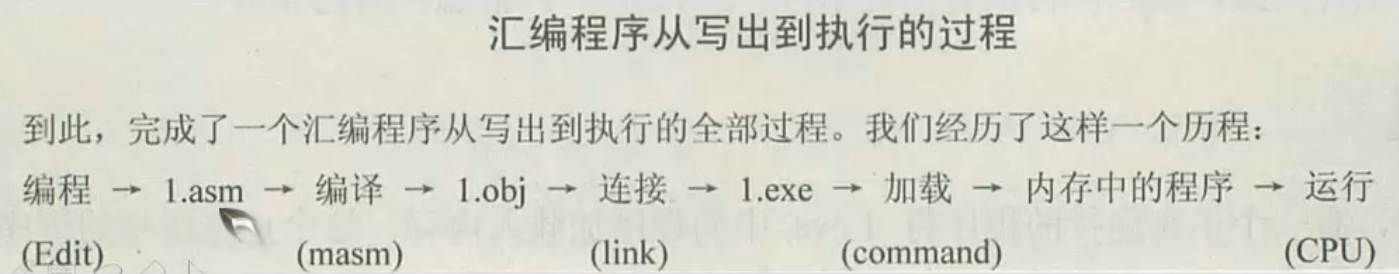 汇编程序从写出到执行的过程
到此，完成了一个汇编程序从写出到执行的全部过程。我们经历了这样一个历程：
编程 → 1.asm → 编译 → 1.obj → 连接 → 1.exe → 加载 → 内存中的程序 → 运行
(Edit) (masm) (link) (command) (CPU)